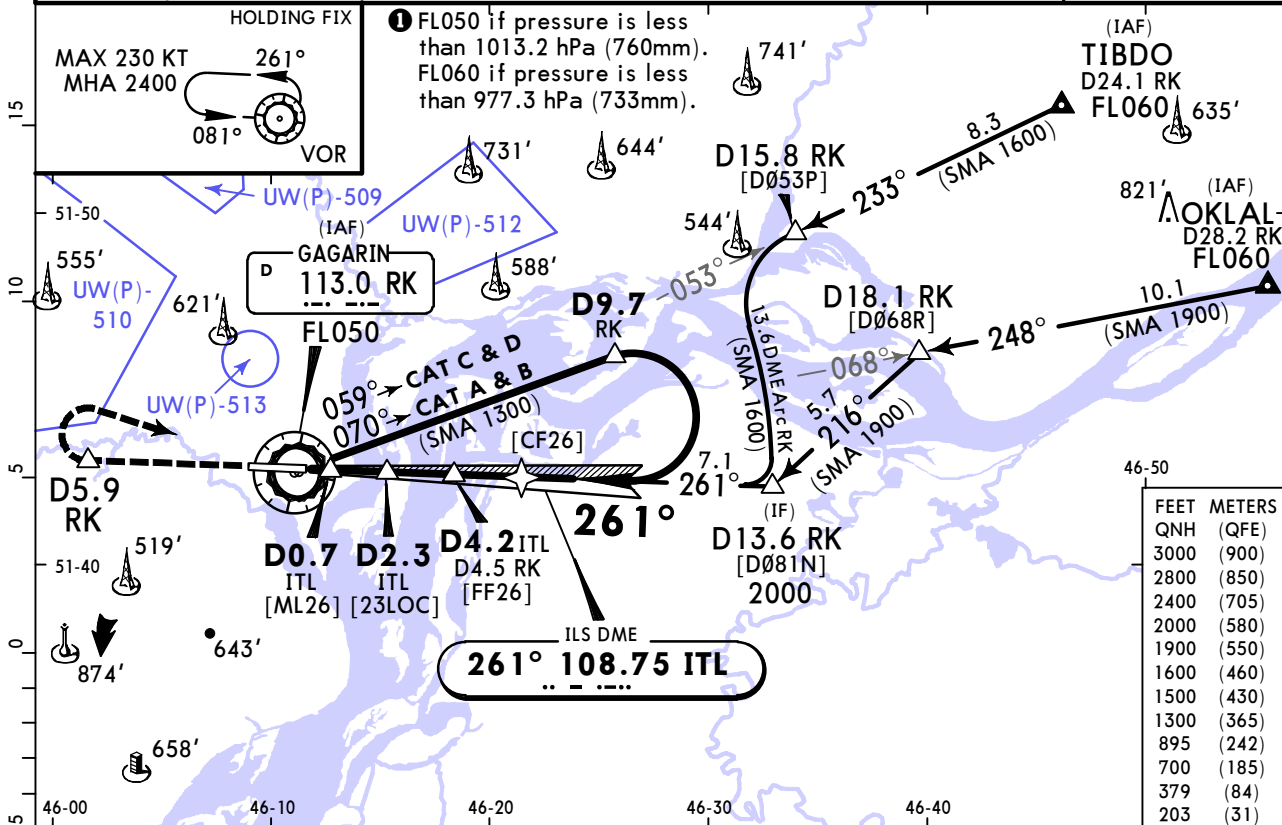 HOLDING FIX
MAX 230 KT
MHA 2400
261°
081°
VOR
❶ FL050 if pressure is less
than 1013.2 hPa (760mm).
FL060 if pressure is less
than 977.3 hPa (733mm).
741'
(IAF)
TIBDO
D24.1 RK
FL060
635'
8.3
(SMA 1600)
233°
D15.8 RK
[DØ53P]
731'
644'
UW(P)-509
UW(P)-512
544'
821'
(IAF)
OKLAL
D28.2 RK
FL060
10.1
(SMA 1900)
248°
15
51-50
555'
UW(P)-
510
10
621'
UW(P)-513
(IAF)
GAGARIN
D
113.0 RK
FL050
588'
D9.7
RK
053°
13.6 DME Arc RK
(SMA 1600)
D18.1 RK
[DØ68R]
068°
5.7
216°
(SMA 1900)
059° CAT C & D
070° CAT A & B
(SMA 1300)
[CF26]
7.1
261°
261°
5
D5.9
RK
D0.7
ITL
[ML26]
D2.3
ITL
[23LOC]
D4.2 ITL
D4.5 RK
[FF26]
(IF)
D13.6 RK
[DØ81N]
2000
46-50
519'
51-40
0
874'
643'
658'
ILS DME
261° 108.75 ITL
FEET METERS
QNH (QFE)
3000 (900)
2800 (850)
2400 (705)
2000 (580)
1900 (550)
1600 (460)
1500 (430)
1300 (365)
895 (242)
700 (185)
379 (84)
203 (31)
5
46-00
46-10
46-20
46-30
46-40